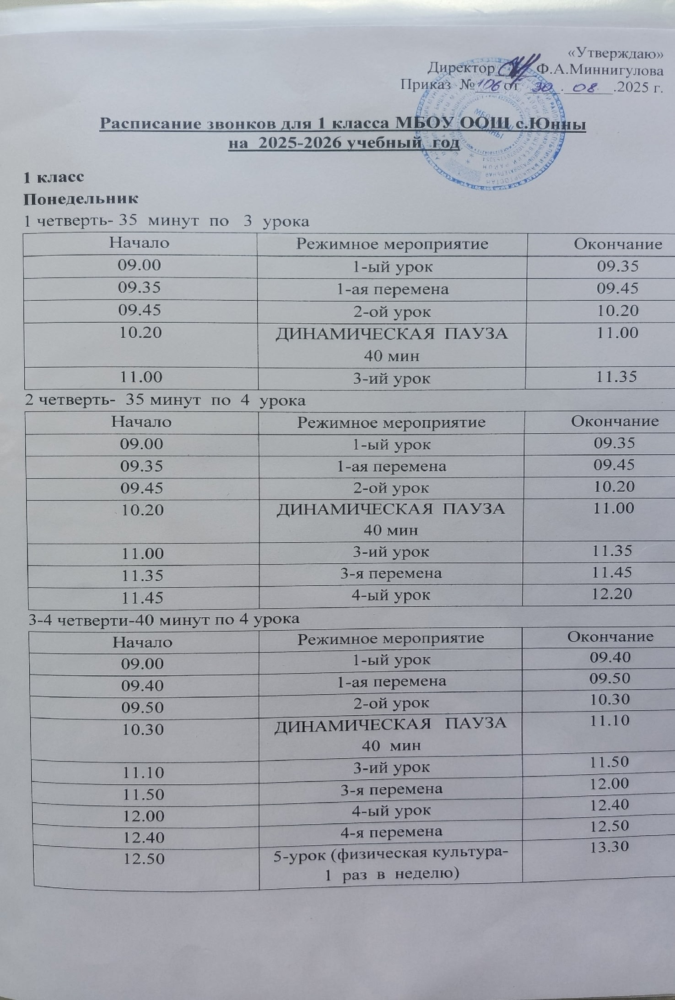 «Утверждаю»
Директор Ф.А.Миннигулова
Приказ № 106 от 30 . 08 .2025 г.
Расписание звонков для 1 класса МБОУ ООШ с.Юнны
на 2025-2026 учебный год
1 класс
Понедельник
1 четверть- 35 минут по 3 урока
Начало Режимное мероприятие Окончание
09.00 1-ый урок 09.35
09.35 1-ая перемена 09.45
09.45 2-ой урок 10.20
10.20 ДИНАМИЧЕСКАЯ ПАУЗА 11.00
40 мин
11.00 3-ий урок 11.35
2 четверть- 35 минут по 4 урока
Начало Режимное мероприятие Окончание
09.00 1-ый урок 09.35
09.35 1-ая перемена 09.45
09.45 2-ой урок 10.20
10.20 ДИНАМИЧЕСКАЯ ПАУЗА 11.00
40 мин
11.00 3-ий урок 11.35
11.35 3-я перемена 11.45
11.45 4-ый урок 12.20
3-4 четверти-40 минут по 4 урока
Начало Режимное мероприятие Окончание
09.00 1-ый урок 09.40
09.40 1-ая перемена 09.50
09.50 2-ой урок 10.30
10.30 ДИНАМИЧЕСКАЯ ПАУЗА 11.10
40 мин
11.10 3-ий урок 11.50
11.50 3-я перемена 12.00
12.00 4-ый урок 12.40
12.40 4-я перемена 12.50
12.50 5-урок (физическая культура- 13.30
1 раз в неделю)